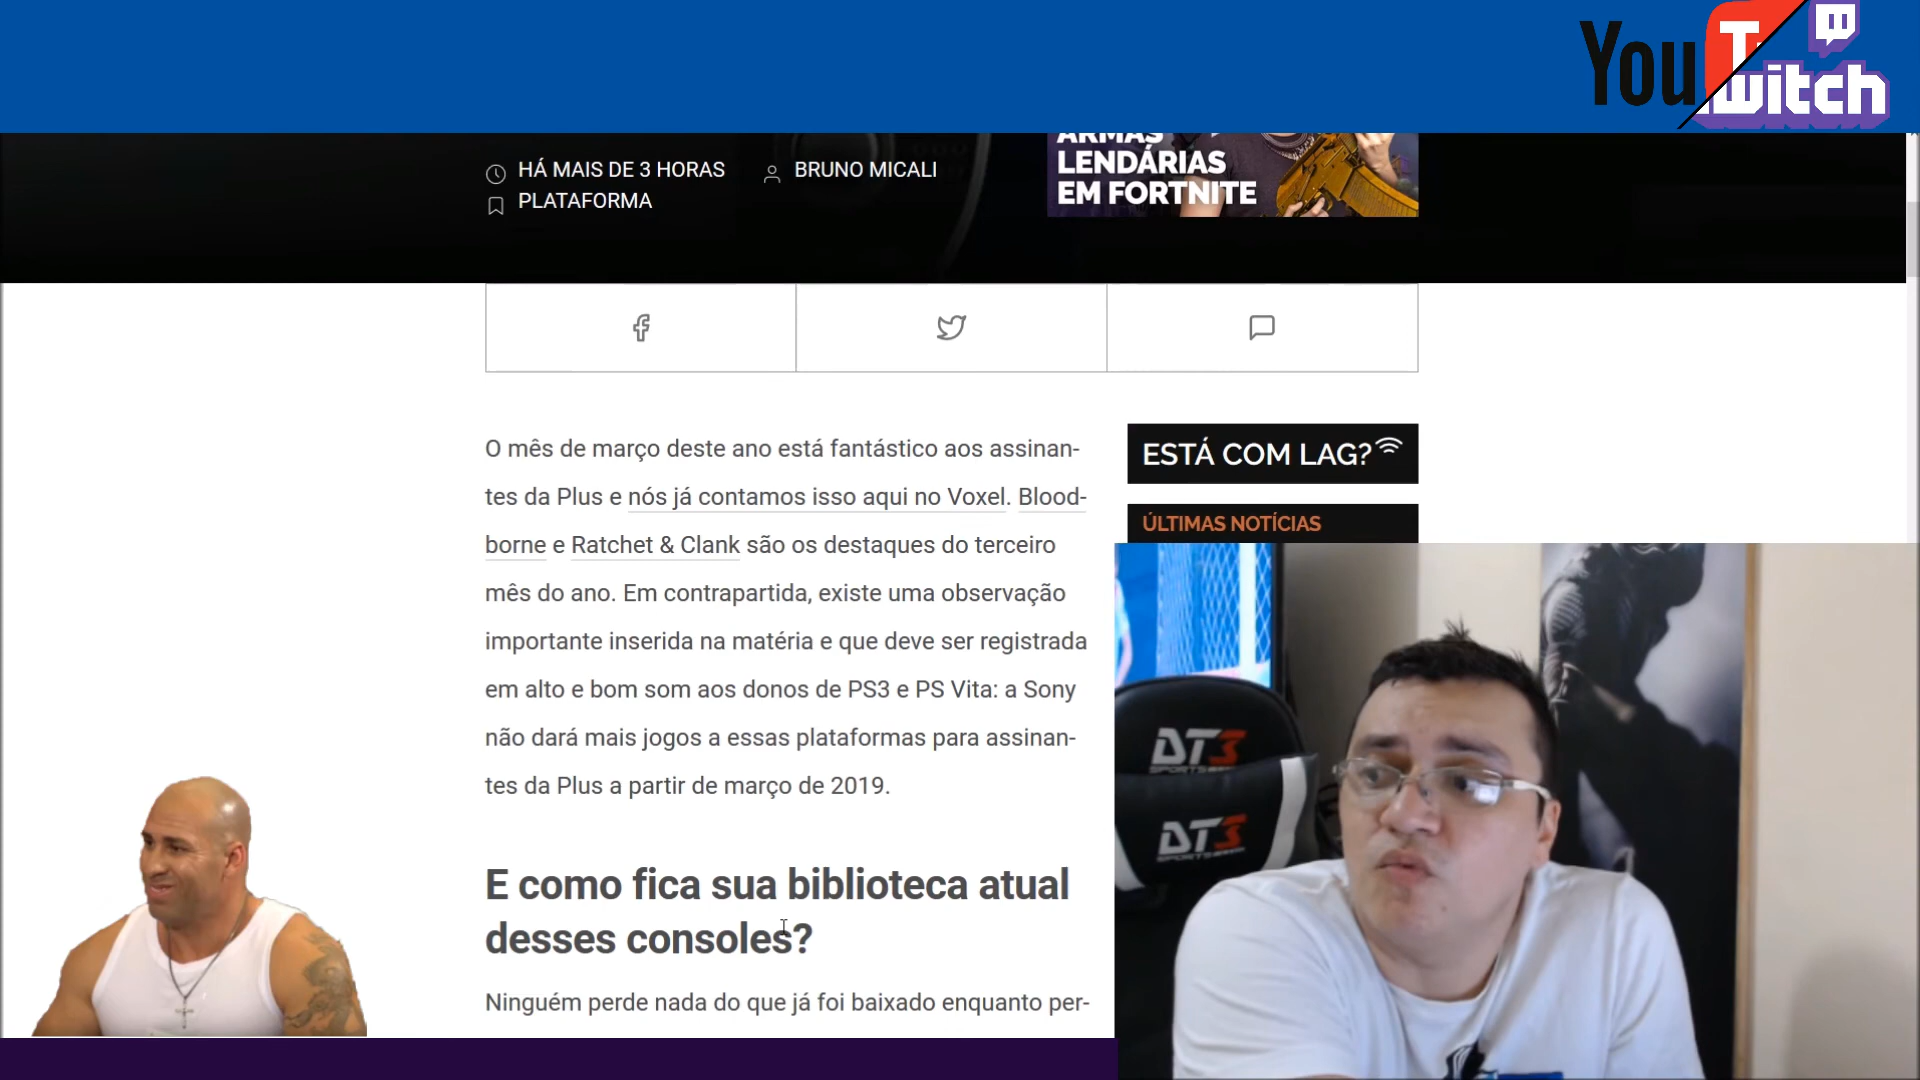 YouTwitch
ARMAS
LENDÁRIAS
EM FORTNITE
HÁ MAIS DE 3 HORAS
BRUNO MICALI
PLATAFORMA
O mês de março deste ano está fantástico aos assinan-
tes da Plus e nós já contamos isso aqui no Voxel. Blood-
borne e Ratchet & Clank são os destaques do terceiro
mês do ano. Em contrapartida, existe uma observação
importante inserida na matéria e que deve ser registrada
em alto e bom som aos donos de PS3 e PS Vita: a Sony
não dará mais jogos a essas plataformas para assinan-
tes da Plus a partir de março de 2019.
E como fica sua biblioteca atual
desses consoles?
Ninguém perde nada do que já foi baixado enquanto per-
ESTÁ COM LAG?
ÚLTIMAS NOTÍCIAS
DT3
DT3